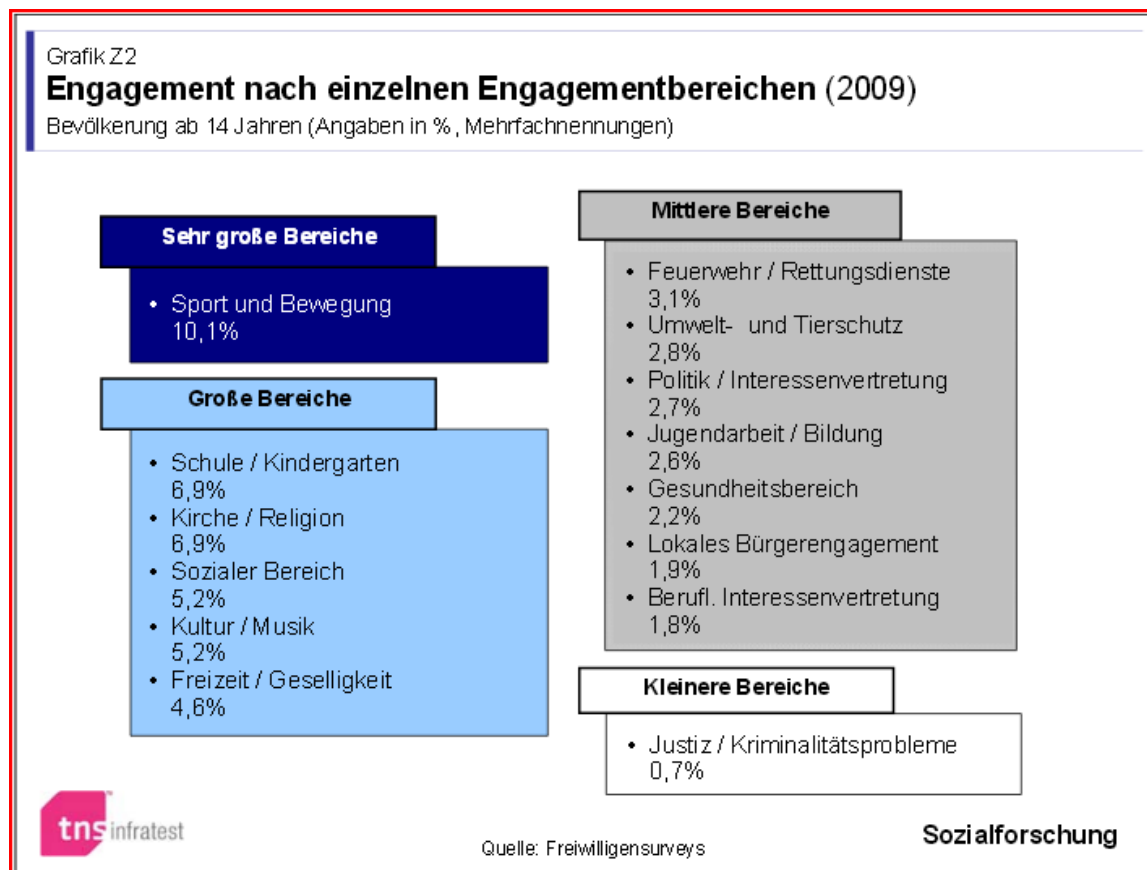 Grafik Z2
Engagement nach einzelnen Engagementbereichen (2009)
Bevölkerung ab 14 Jahren (Angaben in %, Mehrfachnennungen)
Sehr große Bereiche
• Sport und Bewegung
10,1%
Große Bereiche
• Schule / Kindergarten
6,9%
• Kirche / Religion
6,9%
• Sozialer Bereich
5,2%
• Kultur / Musik
5,2%
• Freizeit / Geselligkeit
4,6%
Mittlere Bereiche
• Feuerwehr / Rettungsdienste
3,1%
• Umwelt- und Tierschutz
2,8%
• Politik / Interessenvertretung
2,7%
• Jugendarbeit / Bildung
2,6%
• Gesundheitsbereich
2,2%
• Lokales Bürgerengagement
1,9%
• Berufl. Interessenvertretung
1,8%
Kleinere Bereiche
• Justiz / Kriminalitätsprobleme
0,7%
tns infratest
Quelle: Freiwilligensurveys
Sozialforschung